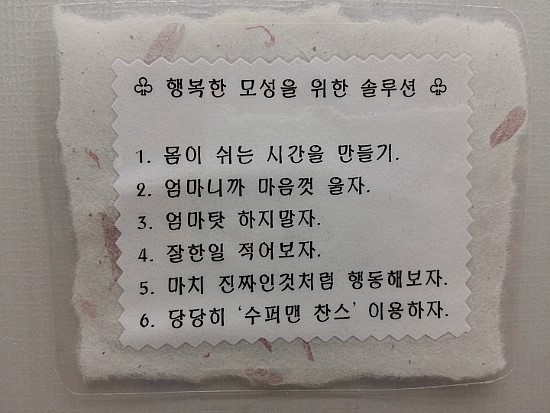 ♧ 행복한 모성을 위한 솔루션 ♧
1. 몸이 쉬는 시간을 만들기.
2. 엄마니까 마음껏 울자.
3. 엄마탓 하지말자.
4. 잘한일 적어보자.
5. 마치 진짜인것처럼 행동해보자.
6. 당당히 '수퍼맨 찬스' 이용하자.